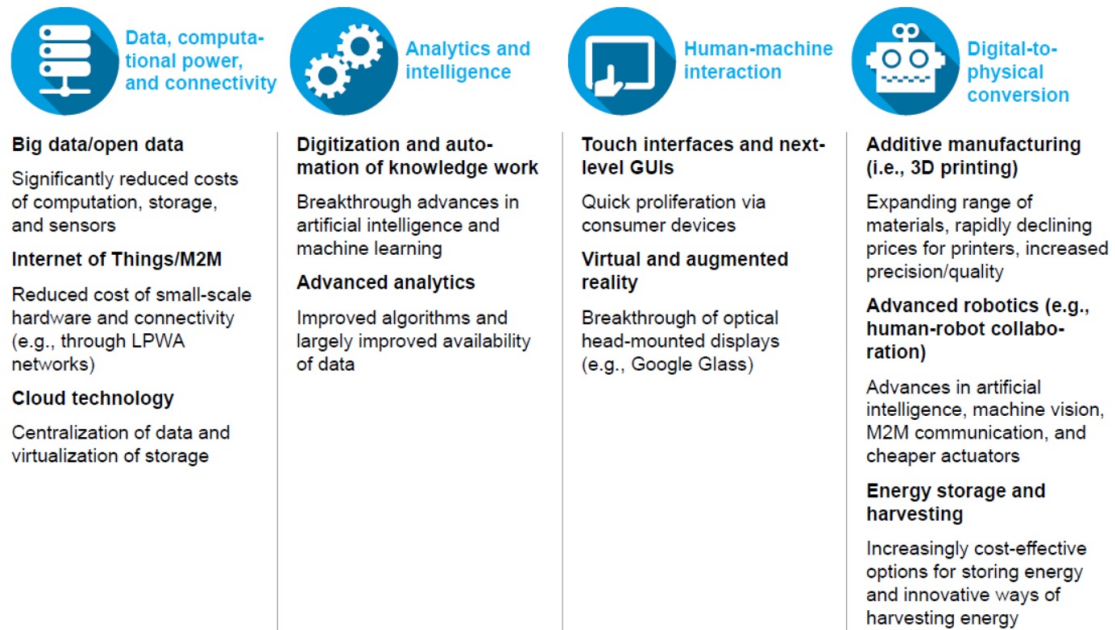 Data, computa-
tional power,
and connectivity
Big data/open data
Significantly reduced costs
of computation, storage,
and sensors
Internet of Things/M2M
Reduced cost of small-scale
hardware and connectivity
(e.g., through LPWA
networks)
Cloud technology
Centralization of data and
virtualization of storage
Analytics and
intelligence
Digitization and auto-
mation of knowledge work
Breakthrough advances in
artificial intelligence and
machine learning
Advanced analytics
Improved algorithms and
largely improved availability
of data
Human-machine
interaction
Touch interfaces and next-
level GUIs
Quick proliferation via
consumer devices
Virtual and augmented
reality
Breakthrough of optical
head-mounted displays
(e.g., Google Glass)
Digital-to-
physical
conversion
Additive manufacturing
(i.e., 3D printing)
Expanding range of
materials, rapidly declining
prices for printers, increased
precision/quality
Advanced robotics (e.g.,
human-robot collabo-
ration)
Advances in artificial
intelligence, machine vision,
M2M communication, and
cheaper actuators
Energy storage and
harvesting
Increasingly cost-effective
options for storing energy
and innovative ways of
harvesting energy